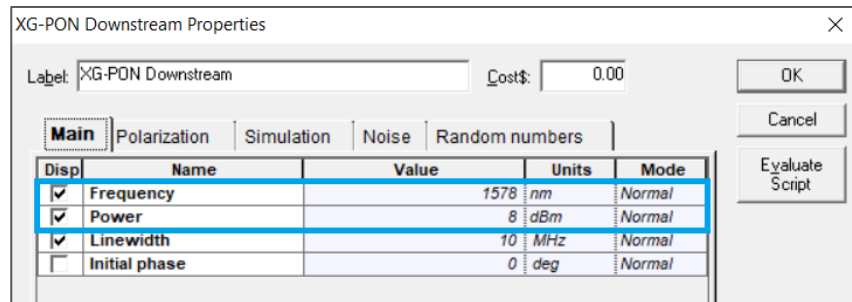 XG-PON Downstream Properties
Label: XG-PON Downstream Cost$: 0.00 OK
Cancel
Main Polarization Simulation Noise Random numbers
Evaluate Script
Disp Name Value Units Mode
Frequency 1578 nm Normal
Power 8 dBm Normal
Linewidth 10 MHz Normal
Initial phase 0 deg Normal